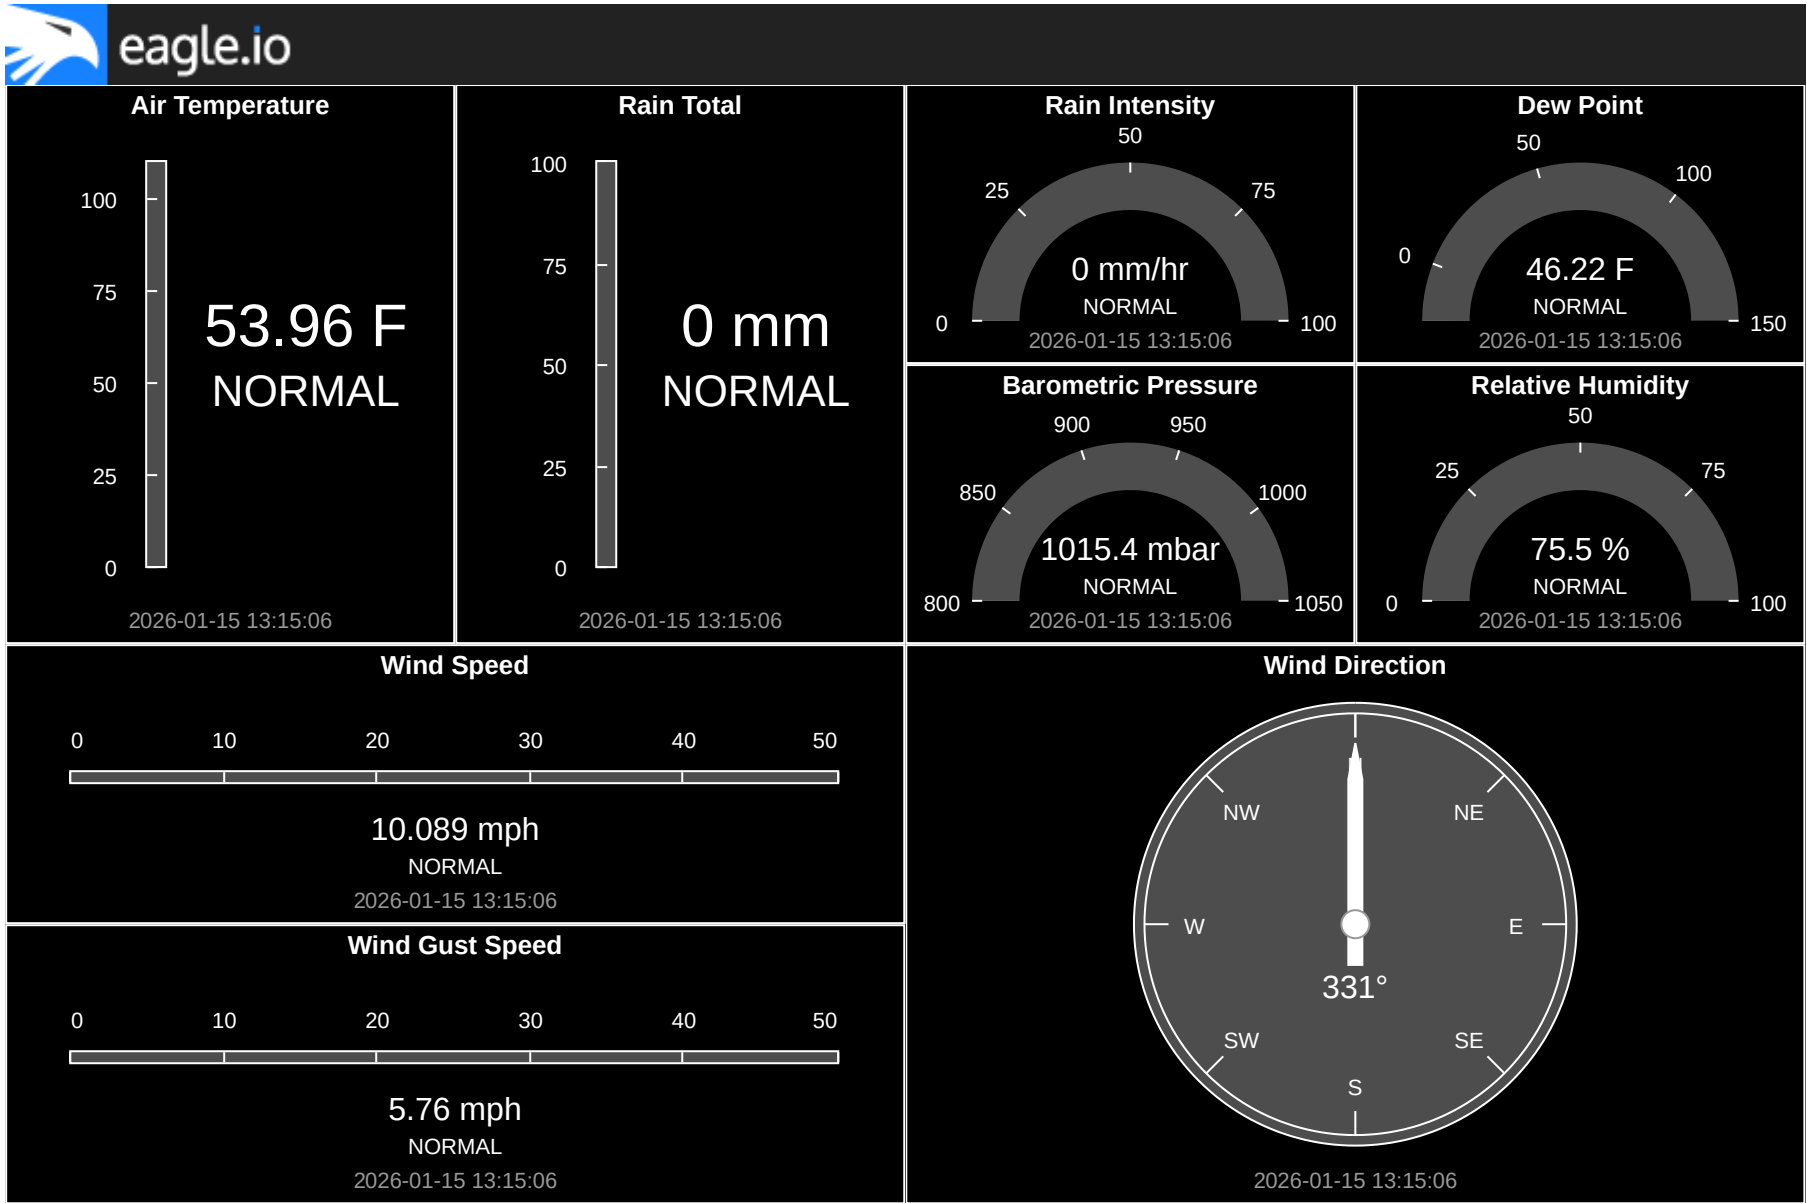 eagle.io
Air Temperature
100
75
50
25
0
53.96 F
NORMAL
2026-01-15 13:15:06
Rain Total
100
75
50
25
0
0 mm
NORMAL
2026-01-15 13:15:06
Rain Intensity
50
25
75
0
100
0 mm/hr
NORMAL
2026-01-15 13:15:06
Dew Point
50
100
0
150
46.22 F
NORMAL
2026-01-15 13:15:06
Barometric Pressure
900
950
850
1000
800
1050
1015.4 mbar
NORMAL
2026-01-15 13:15:06
Relative Humidity
50
25
75
0
100
75.5 %
NORMAL
2026-01-15 13:15:06
Wind Speed
0 10 20 30 40 50
10.089 mph
NORMAL
2026-01-15 13:15:06
Wind Gust Speed
0 10 20 30 40 50
5.76 mph
NORMAL
2026-01-15 13:15:06
Wind Direction
NW NE
W E
331°
SW SE
S
2026-01-15 13:15:06